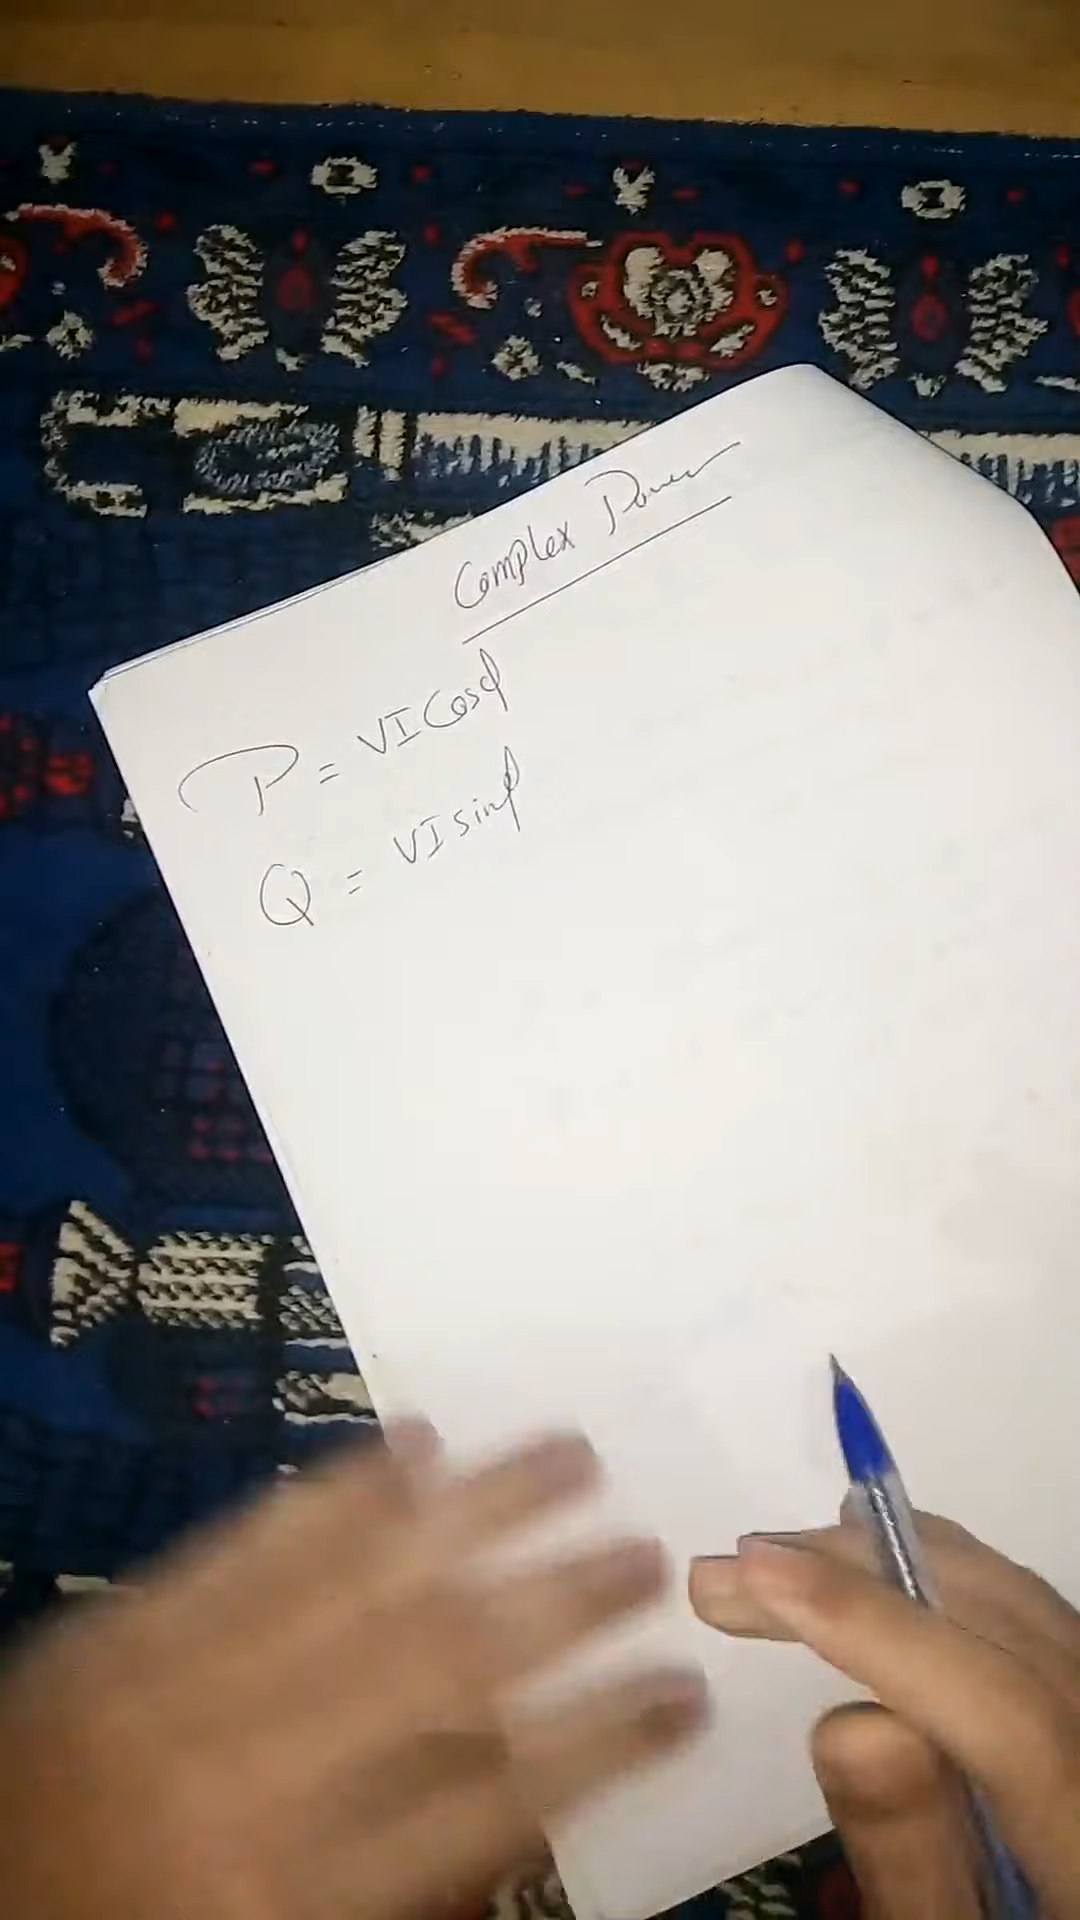 Complex Power
P = VI Cosφ
Q = VI sinφ